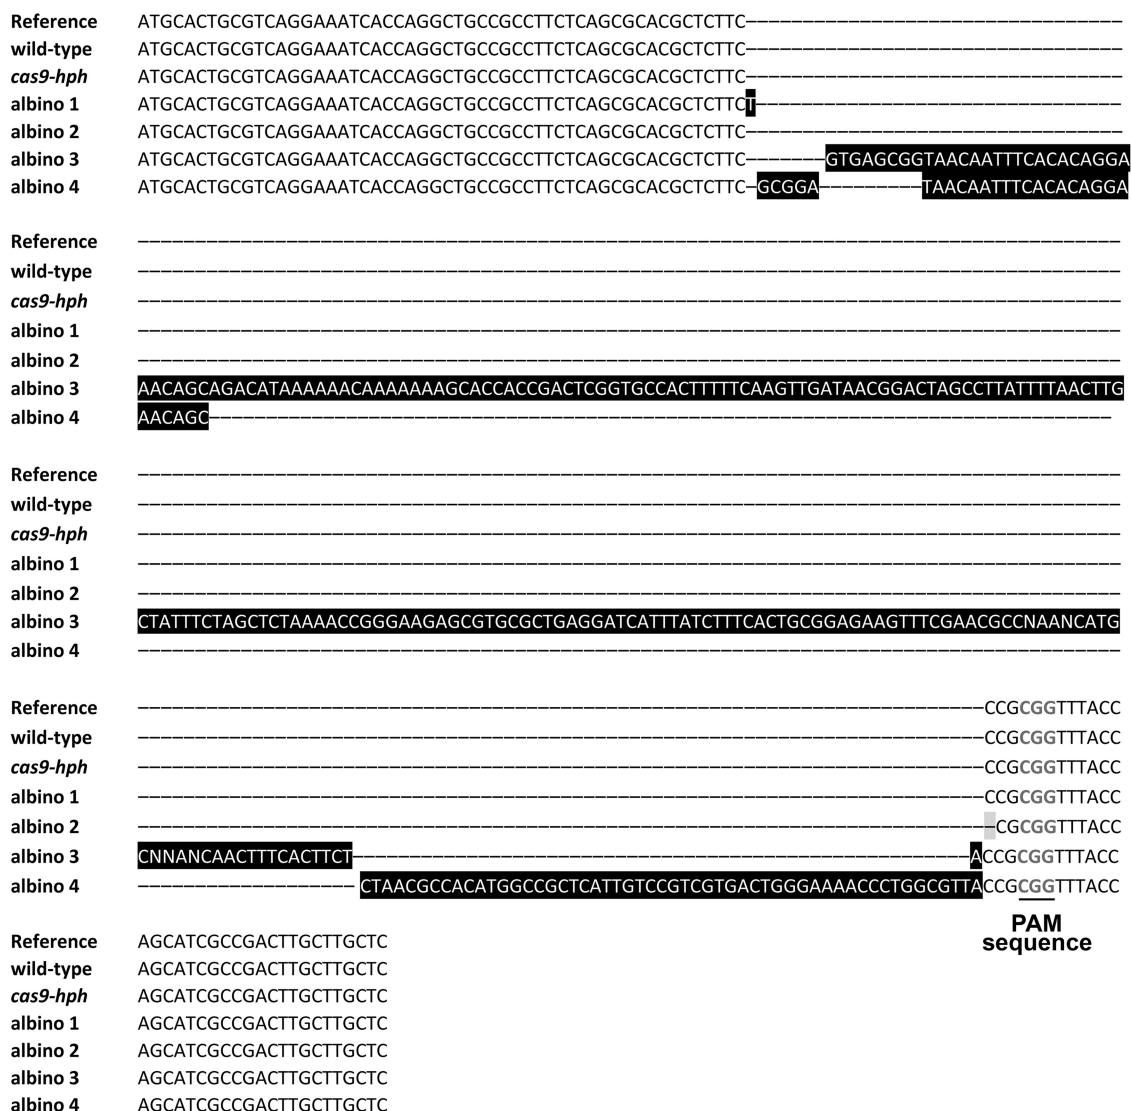 Reference ATGCACTGCGTCAGGAAATCACCAGGCTGCCGCCTTCTCAGCGCACGCTCTTC--------------------------------
wild-type ATGCACTGCGTCAGGAAATCACCAGGCTGCCGCCTTCTCAGCGCACGCTCTTC--------------------------------
cas9-hph ATGCACTGCGTCAGGAAATCACCAGGCTGCCGCCTTCTCAGCGCACGCTCTTC--------------------------------
albino 1 ATGCACTGCGTCAGGAAATCACCAGGCTGCCGCCTTCTCAGCGCACGCTCTTCT-------------------------------
albino 2 ATGCACTGCGTCAGGAAATCACCAGGCTGCCGCCTTCTCAGCGCACGCTCTTC--------------------------------
albino 3 ATGCACTGCGTCAGGAAATCACCAGGCTGCCGCCTTCTCAGCGCACGCTCTTC-------GTGAGCGGTAACAATTTCACACAGGA
albino 4 ATGCACTGCGTCAGGAAATCACCAGGCTGCCGCCTTCTCAGCGCACGCTCTTC-GCGGA---------TAACAATTTCACACAGGA
Reference ------------------------------------------------------------------------------------
wild-type ------------------------------------------------------------------------------------
cas9-hph ------------------------------------------------------------------------------------
albino 1 ------------------------------------------------------------------------------------
albino 2 ------------------------------------------------------------------------------------
albino 3 AACAGCAGACATAAAAAACAAAAAAAGCACCACCGACTCGGTGCCACTTTTTCAAGTTGATAACGGACTAGCCTTATTTTAACTTG
albino 4 AACAGC------------------------------------------------------------------------------
Reference ------------------------------------------------------------------------------------
wild-type ------------------------------------------------------------------------------------
cas9-hph ------------------------------------------------------------------------------------
albino 1 ------------------------------------------------------------------------------------
albino 2 ------------------------------------------------------------------------------------
albino 3 CTATTTCTAGCTCTAAAACCGGGAAGAGCGTGCGCTGAGGATCATTTATCTTTCACTGCGGAGAAGTTTCGAACGCCNAANCATG
albino 4 ------------------------------------------------------------------------------------
Reference ------------------------------------------------------------------------CCGCGGTTTACC
wild-type ------------------------------------------------------------------------CCGCGGTTTACC
cas9-hph ------------------------------------------------------------------------CCGCGGTTTACC
albino 1 ------------------------------------------------------------------------CCGCGGTTTACC
albino 2 -------------------------------------------------------------------------CGCGGTTTACC
albino 3 CNNANCAACTTTCACTTCT-----------------------------------------------------ACCGCGGTTTACC
albino 4 -------------------CTAACGCCACATGGCCGCTCATTGTCCGTCGTGACTGGGAAAACCCTGGCGTTACCGCGGTTTACC
PAM
sequence
Reference AGCATCGCCGACTTGCTTGCTC
wild-type AGCATCGCCGACTTGCTTGCTC
cas9-hph AGCATCGCCGACTTGCTTGCTC
albino 1 AGCATCGCCGACTTGCTTGCTC
albino 2 AGCATCGCCGACTTGCTTGCTC
albino 3 AGCATCGCCGACTTGCTTGCTC
albino 4 AGCATCGCCGACTTGCTTGCTC